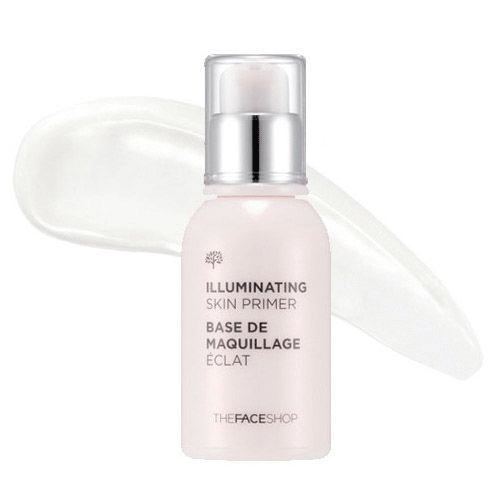 ILLUMINATING
SKIN PRIMER
BASE DE
MAQUILLAGE
ÉCLAT
THEFACESHOP